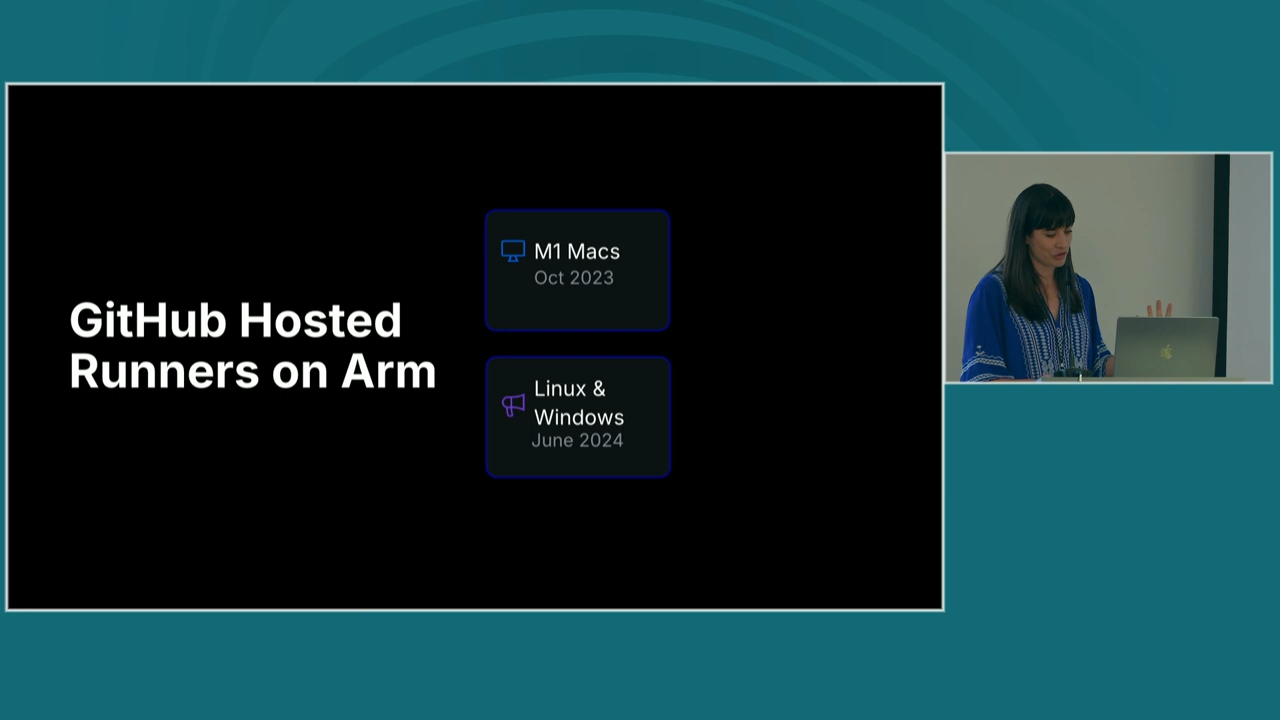 GitHub Hosted
Runners on Arm
M1 Macs
Oct 2023
Linux &
Windows
June 2024